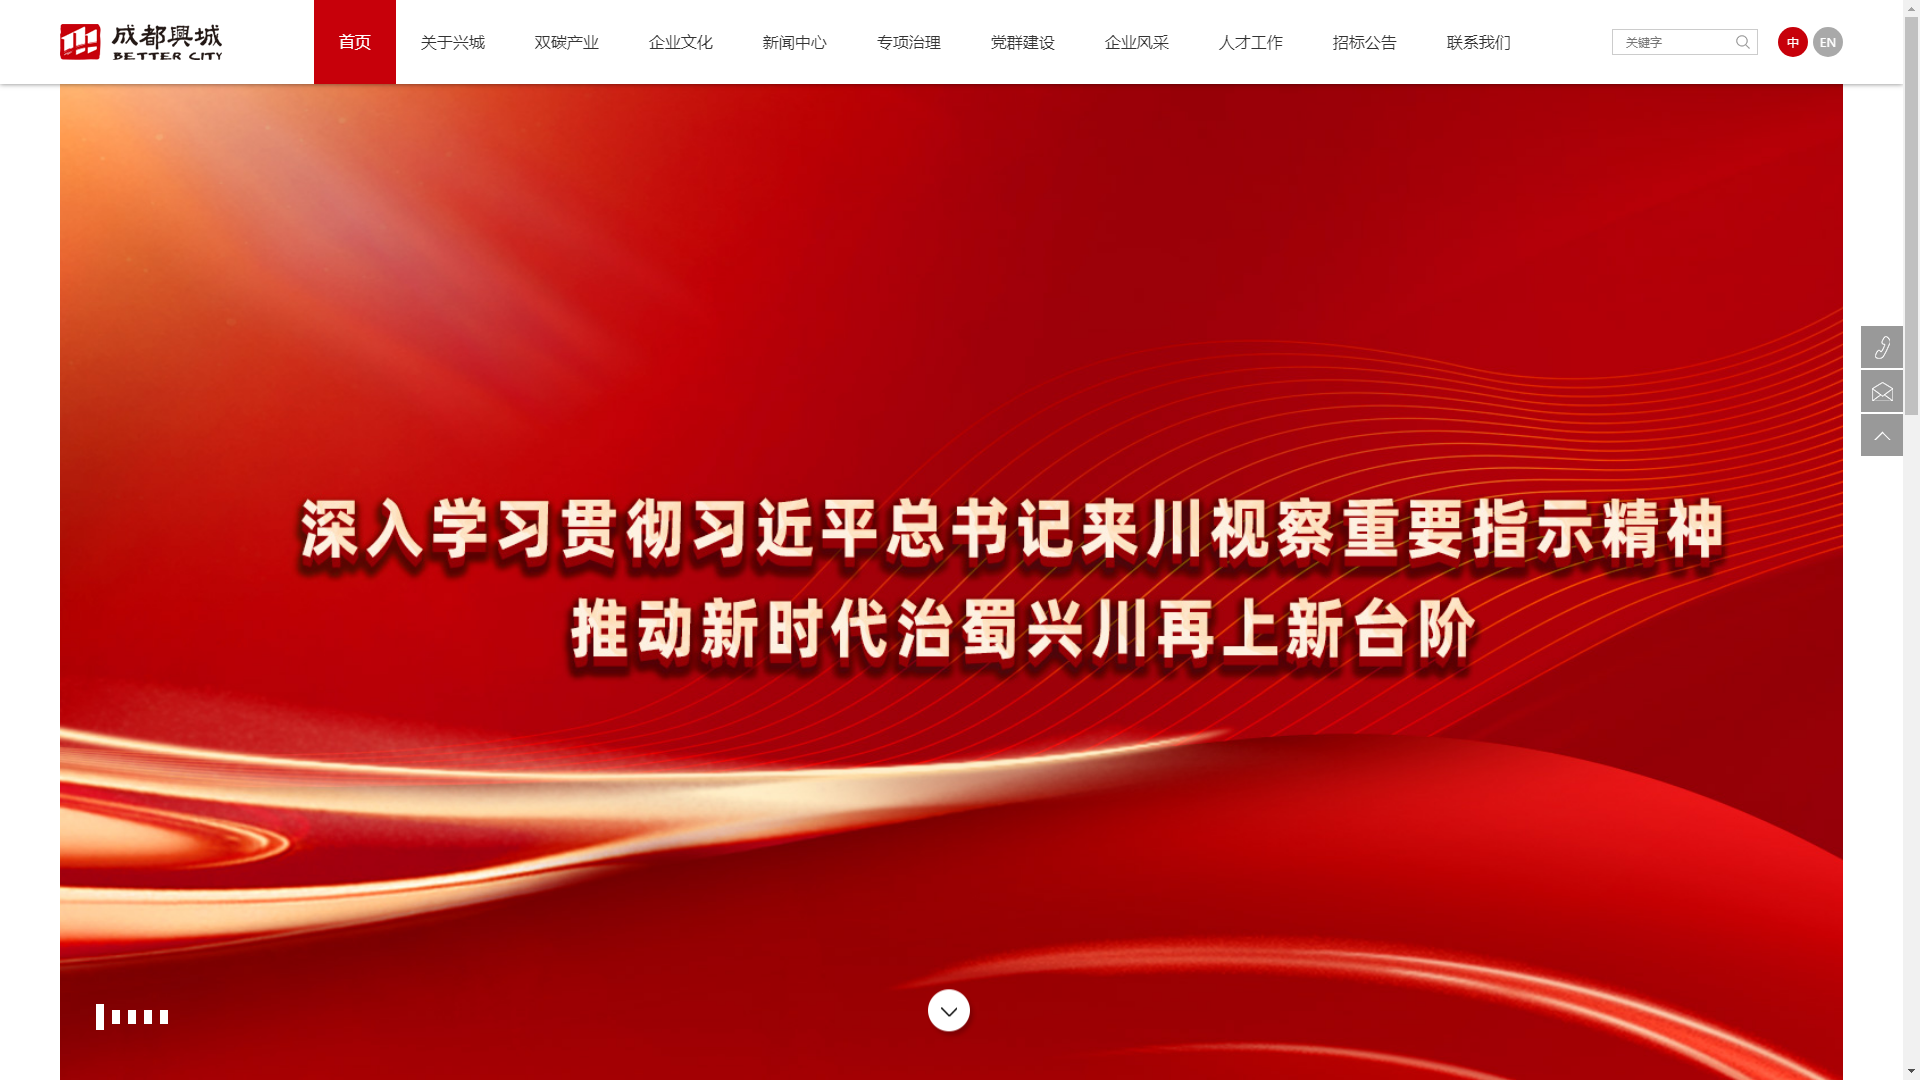 成都興城
BETTER CITY
首页
关于兴城
双碳产业
企业文化
新闻中心
专项治理
党群建设
企业风采
人才工作
招标公告
联系我们
关键字
中
EN
深入学习贯彻习近平总书记来川视察重要指示精神
推动新时代治蜀兴川再上新台阶